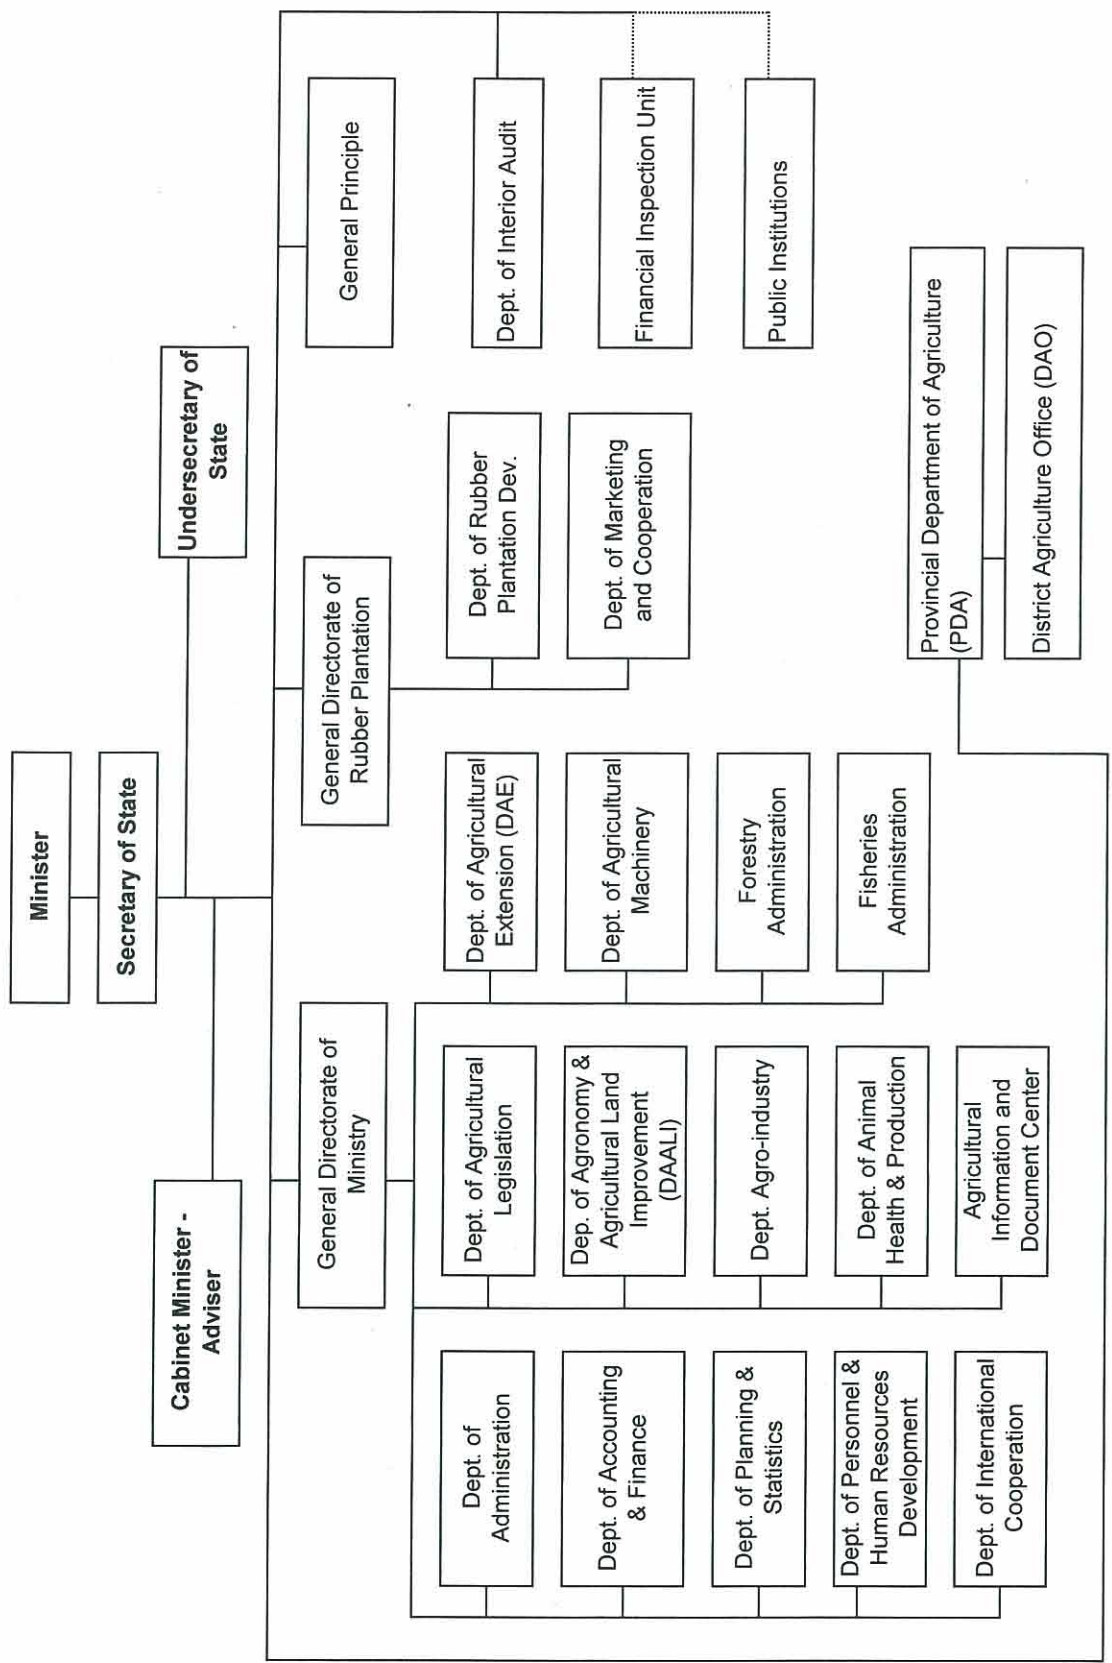 Minister
Secretary of State
Undersecretary of
State
Cabinet Minister -
Adviser
General Directorate of
Ministry
General Directorate of
Rubber Plantation
General Principle
Dept. of
Administration
Dept. of Accounting
& Finance
Dept. of Planning &
Statistics
Dept. of Personnel &
Human Resources
Development
Dept. of International
Cooperation
Dept. of Agricultural
Legislation
Dep. of Agronomy &
Agricultural Land
Improvement
(DAALI)
Dept. Agro-industry
Dept. of Animal
Health & Production
Agricultural
Information and
Document Center
Dept. of Agricultural
Extension (DAE)
Dept. of Agricultural
Machinery
Forestry
Administration
Fisheries
Administration
Dept. of Rubber
Plantation Dev.
Dept. of Marketing
and Cooperation
Dept. of Interior Audit
Financial Inspection Unit
Public Institutions
Provincial Department of Agriculture
(PDA)
District Agriculture Office (DAO)